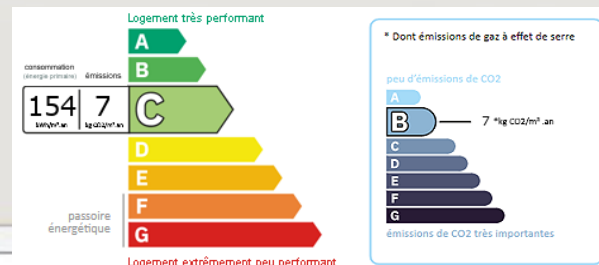 Logement très performant
A
B
consommation
(énergie primaire)
émissions
154
7
kWh/m².an
kg CO2/m².an
C
D
E
F
G
passoire
énergétique
Logement extrêmement peu performant
* Dont émissions de gaz à effet de serre
peu d'émissions de CO2
A
B
7 *kg CO2/m².an
C
D
E
F
G
émissions de CO2 très importantes